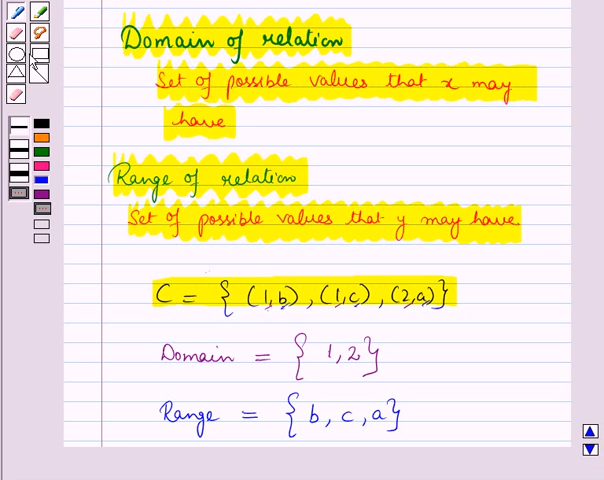 Domain of relation
Set of possible values that x may
have
Range of relation
Set of possible values that y may have
C = { (1,b), (1,c), (2,a) }
Domain = { 1,2}
Range = { b, c, a}